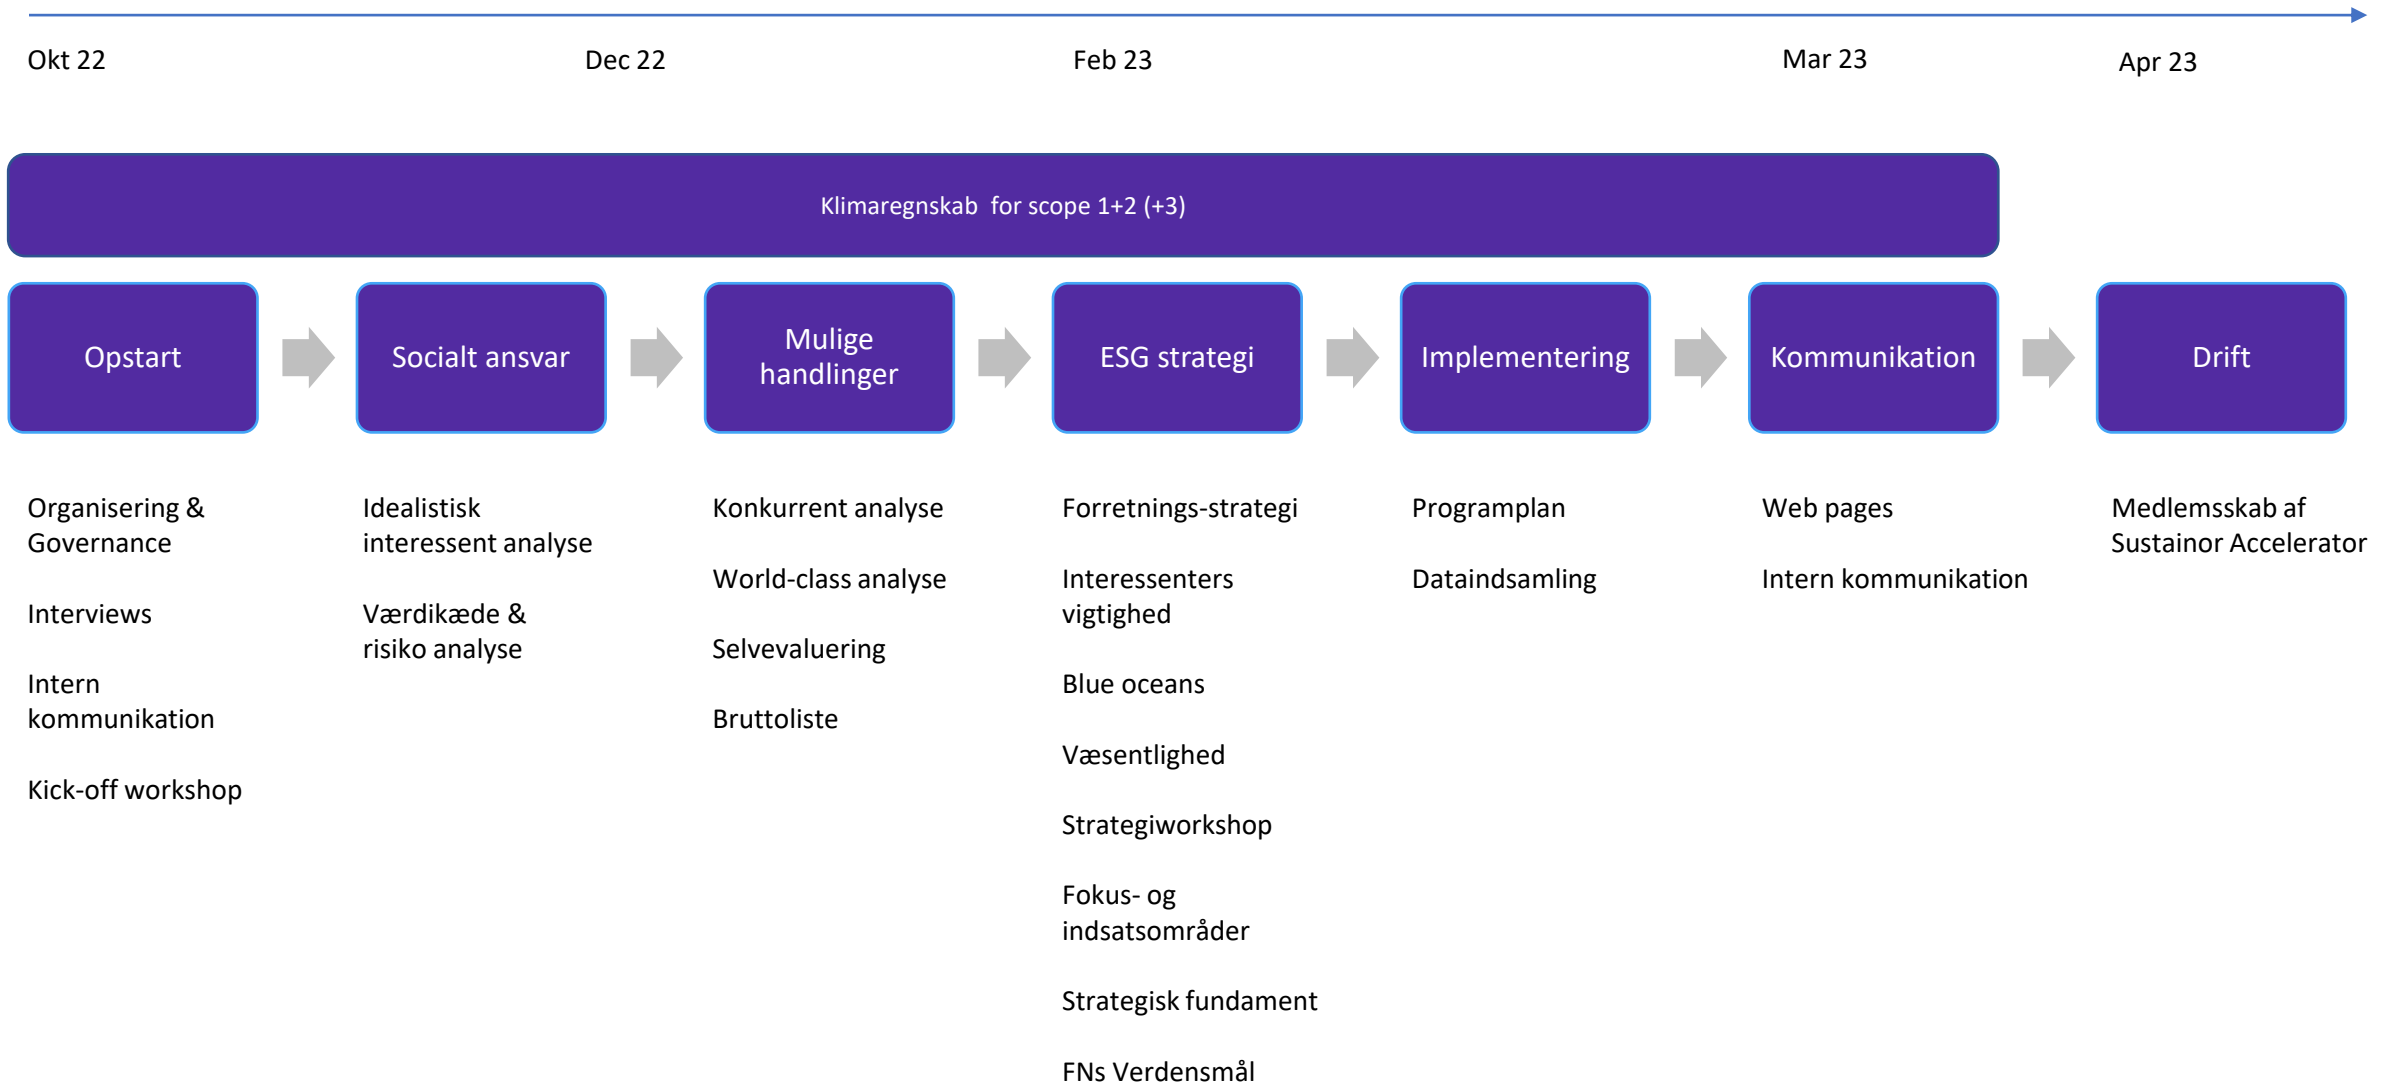 Okt 22
Dec 22
Feb 23
Mar 23
Apr 23
Klimaregnskab for scope 1+2 (+3)
Opstart
Socialt ansvar
Mulige
handlinger
ESG strategi
Implementering
Kommunikation
Drift
Organisering &
Governance
Interviews
Intern
kommunikation
Kick-off workshop
Idealistisk
interessent analyse
Værdikæde &
risiko analyse
Konkurrent analyse
World-class analyse
Selvevaluering
Bruttoliste
Forretnings-strategi
Interessenters
vigtighed
Blue oceans
Væsentlighed
Strategiworkshop
Fokus- og
indsatsområder
Strategisk fundament
FNs Verdensmål
Programplan
Dataindsamling
Web pages
Intern kommunikation
Medlemsskab af
Sustainor Accelerator